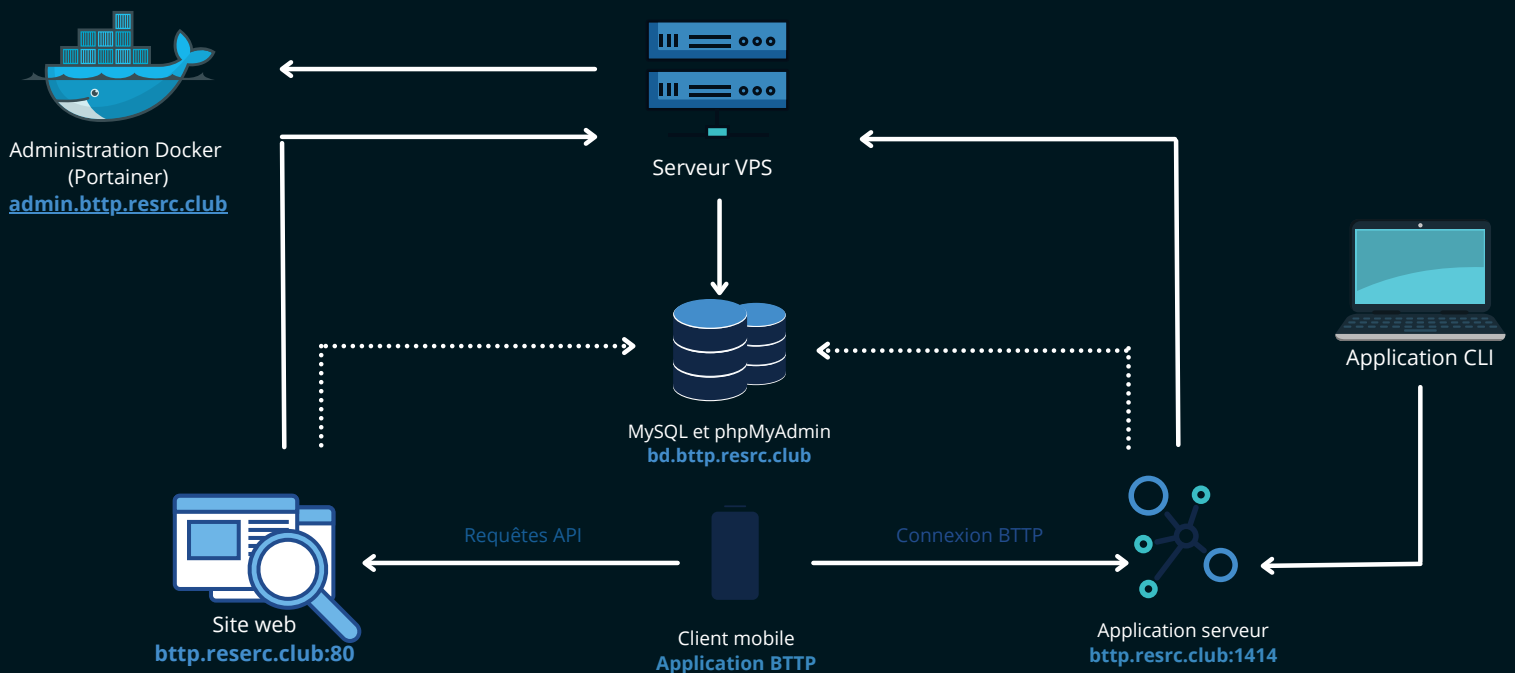 Administration Docker
(Portainer)
admin.bttp.resrc.club
Serveur VPS
Application CLI
MySQL et phpMyAdmin
bd.bttp.resrc.club
Requêtes API
Connexion BTTP
Site web
bttp.reserc.club:80
Client mobile
Application BTTP
Application serveur
bttp.resrc.club:1414